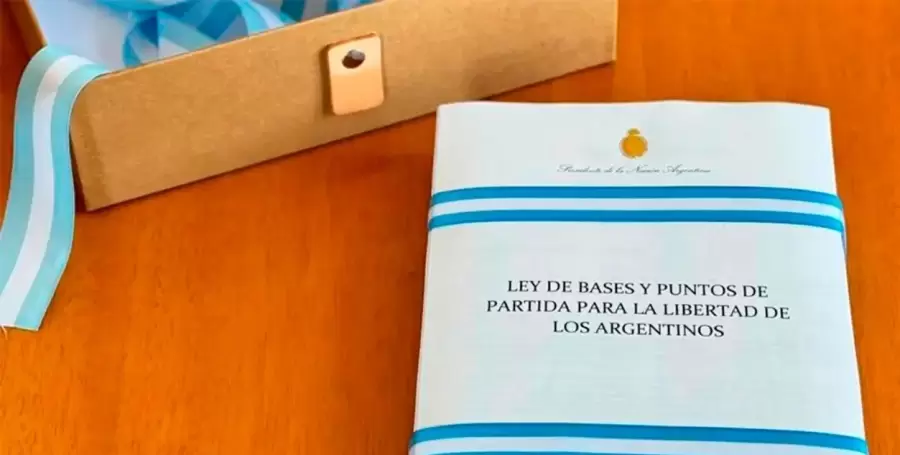 Presidente de la Nación Argentina
LEY DE BASES Y PUNTOS DE
PARTIDA PARA LA LIBERTAD DE
LOS ARGENTINOS